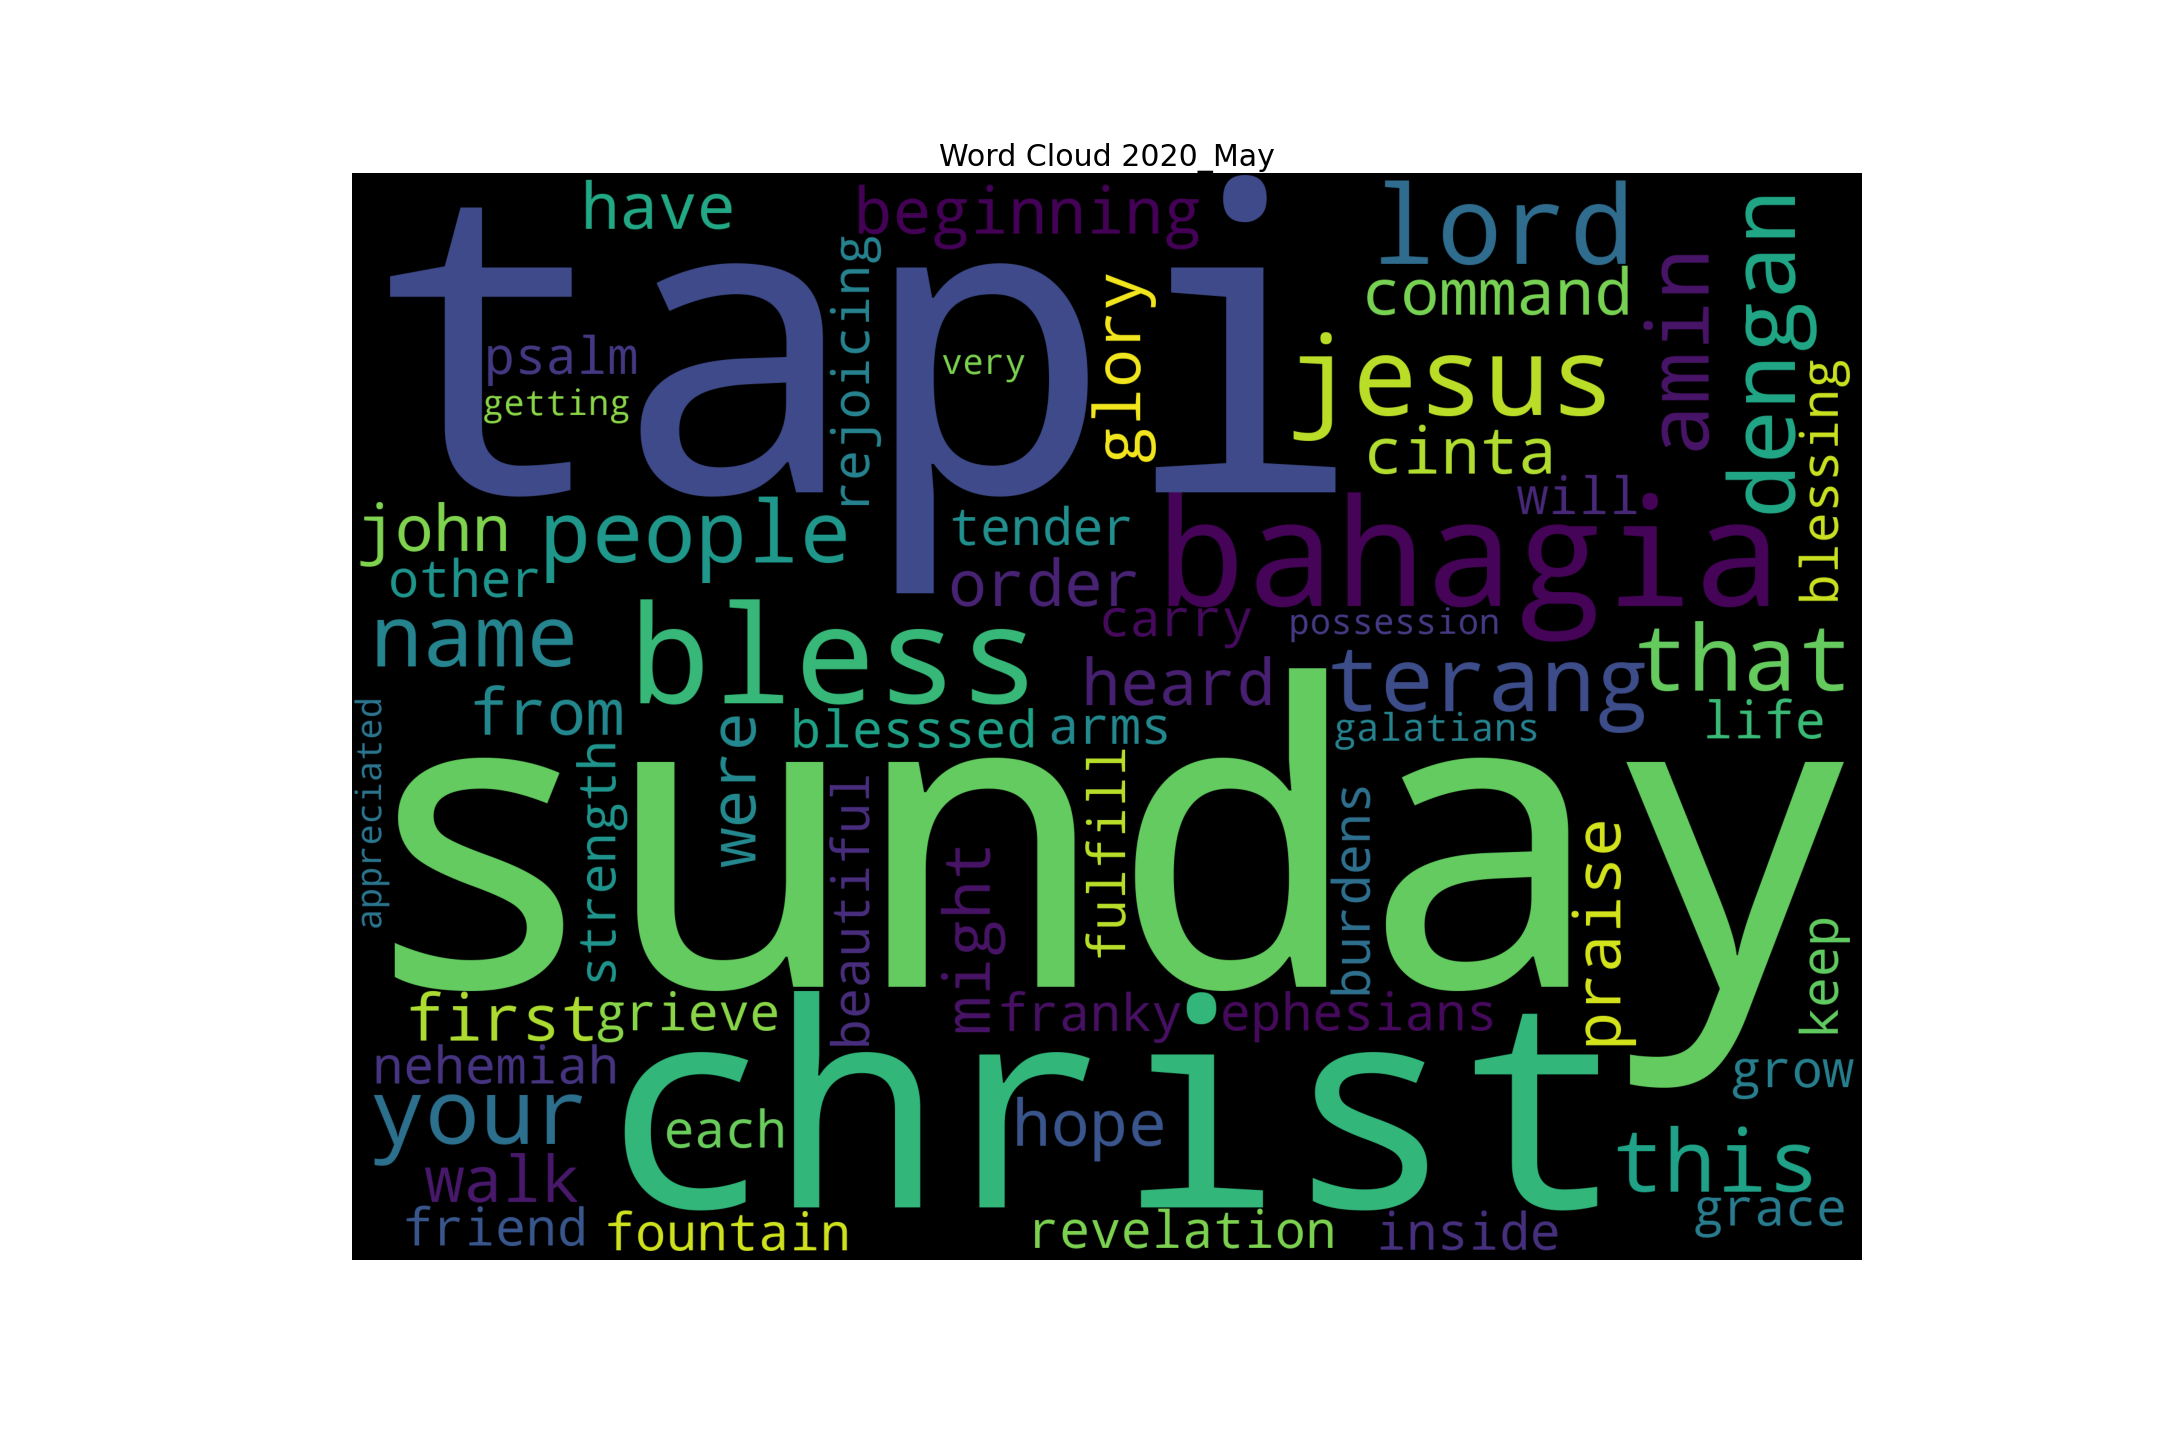 Word Cloud 2020_May
tapi
have
beginning
lord
dengan
amin
command
rejoicing
glory
psalm
very
getting
jesus
cinta
blessing
will
john
people
tender
bahagia
other
order
name
bless
carry
possession
that
heard
terang
from
were
blesssed
arms
galatians
life
appreciated
strength
sunday
beautiful
might
fulfill
burdens
praise
keep
first
grieve
franky
ephesians
nehemiah
christ
grow
your
each
hope
this
walk
grace
friend
fountain
revelation
inside